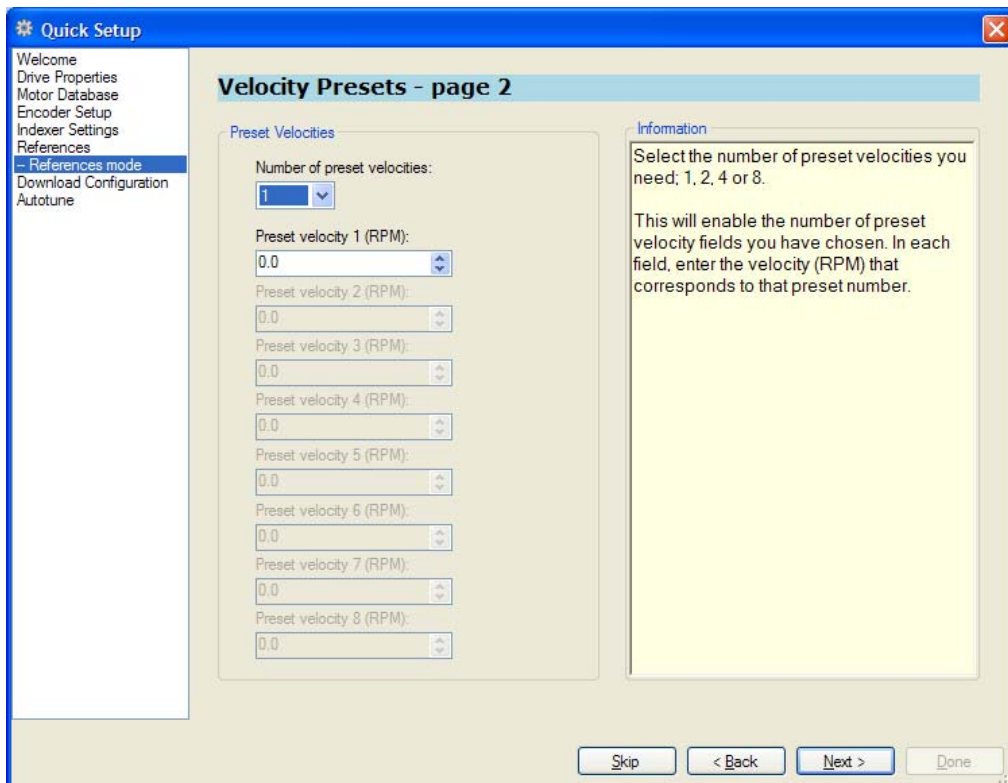 Quick Setup
Welcome
Drive Properties
Motor Database
Encoder Setup
Indexer Settings
References
-- References mode
Download Configuration
Autotune
Velocity Presets - page 2
Preset Velocities
Number of preset velocities:
1
Preset velocity 1 (RPM):
0.0
Preset velocity 2 (RPM):
0.0
Preset velocity 3 (RPM):
0.0
Preset velocity 4 (RPM):
0.0
Preset velocity 5 (RPM):
0.0
Preset velocity 6 (RPM):
0.0
Preset velocity 7 (RPM):
0.0
Preset velocity 8 (RPM):
0.0
Information
Select the number of preset velocities you
need; 1, 2, 4 or 8.
This will enable the number of preset
velocity fields you have chosen. In each
field, enter the velocity (RPM) that
corresponds to that preset number.
Skip
< Back
Next >
Done